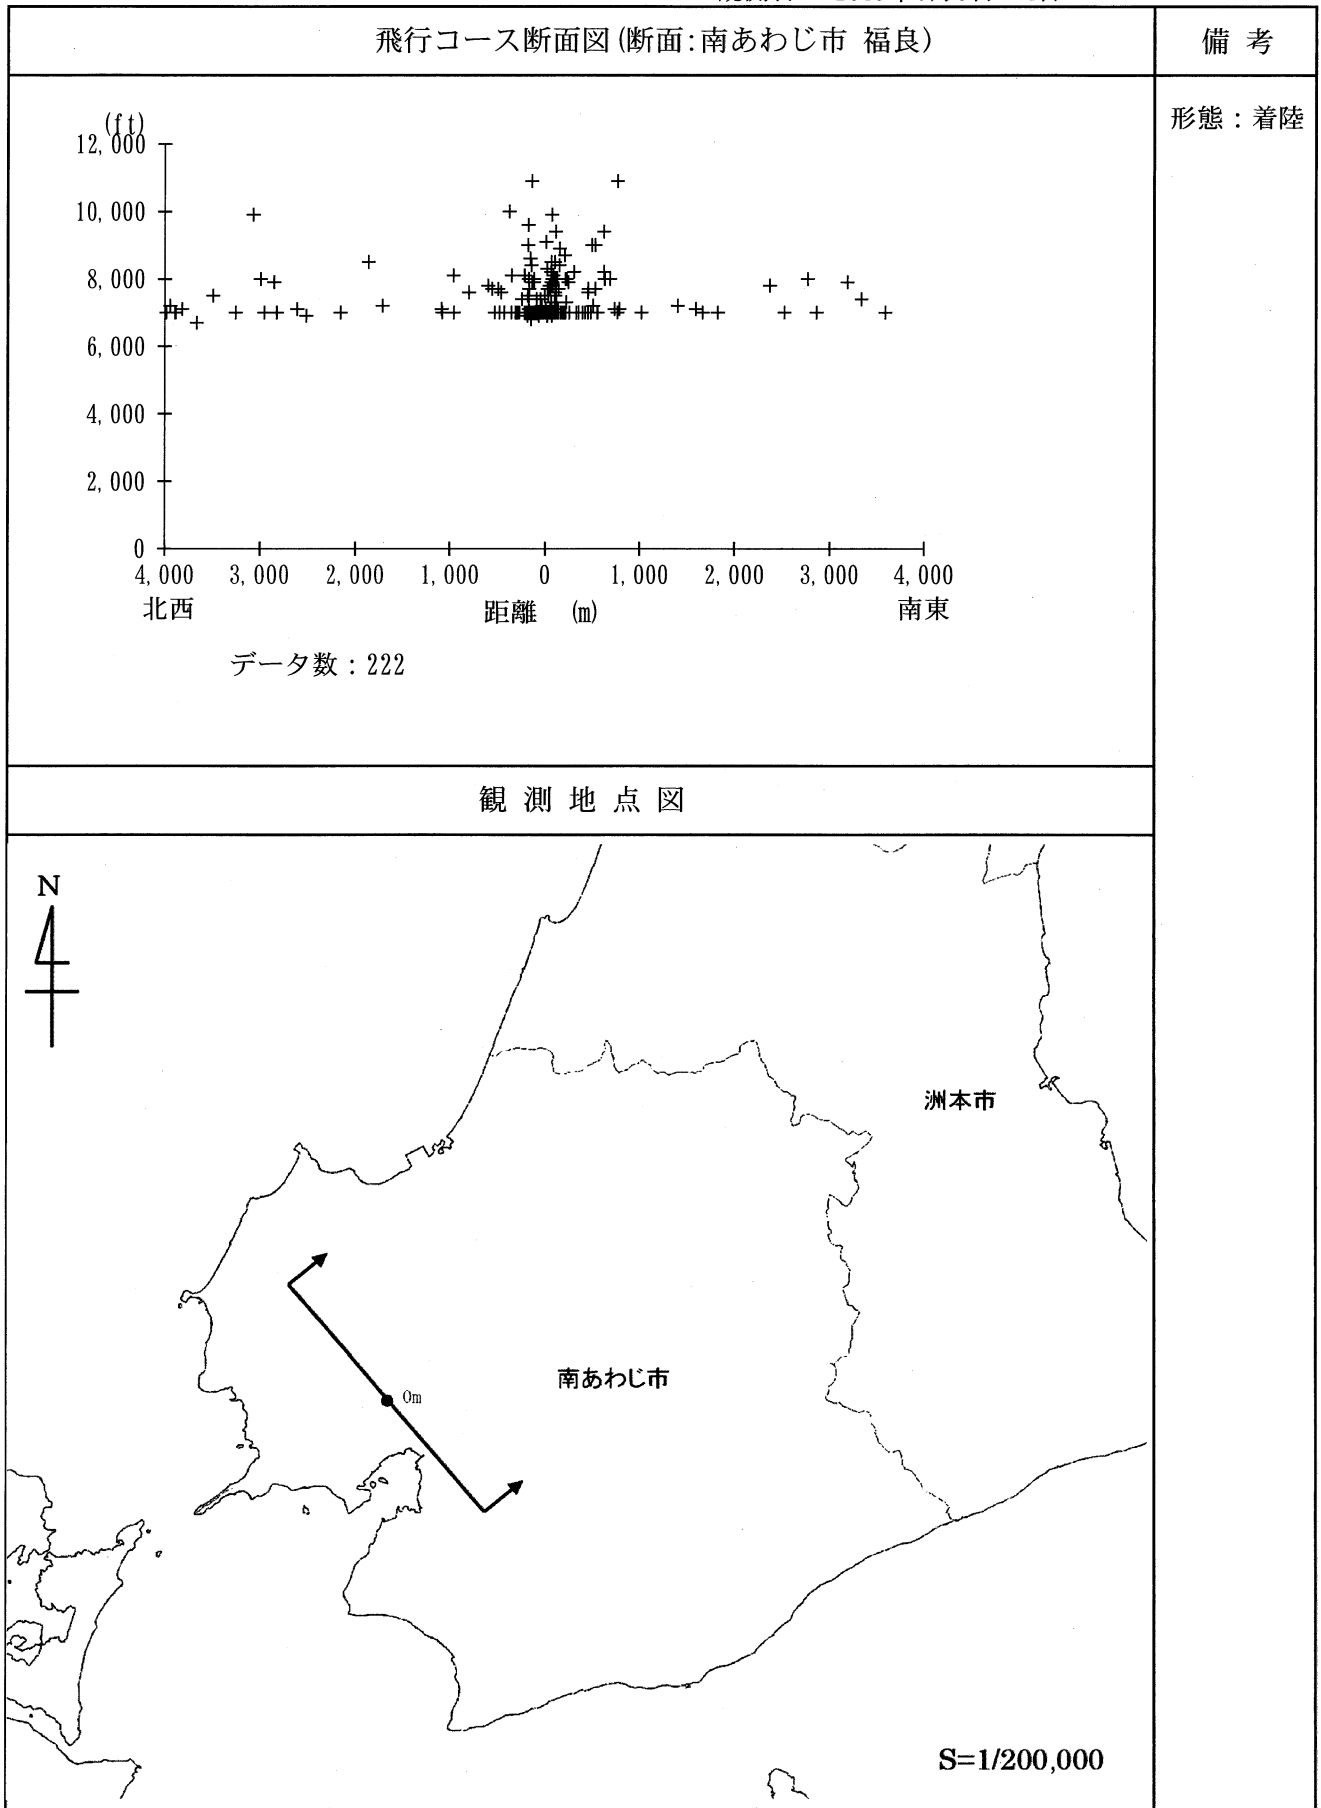 飛行コース断面図(断面:南あわじ市 福良)
備 考
形態：着陸
(ft)
12,000
10,000
8,000
6,000
4,000
2,000
0
4,000 3,000 2,000 1,000 0 1,000 2,000 3,000 4,000
北西 距離 (m) 南東
データ数：222
観 測 地 点 図
N
洲本市
南あわじ市
0m
S=1/200,000